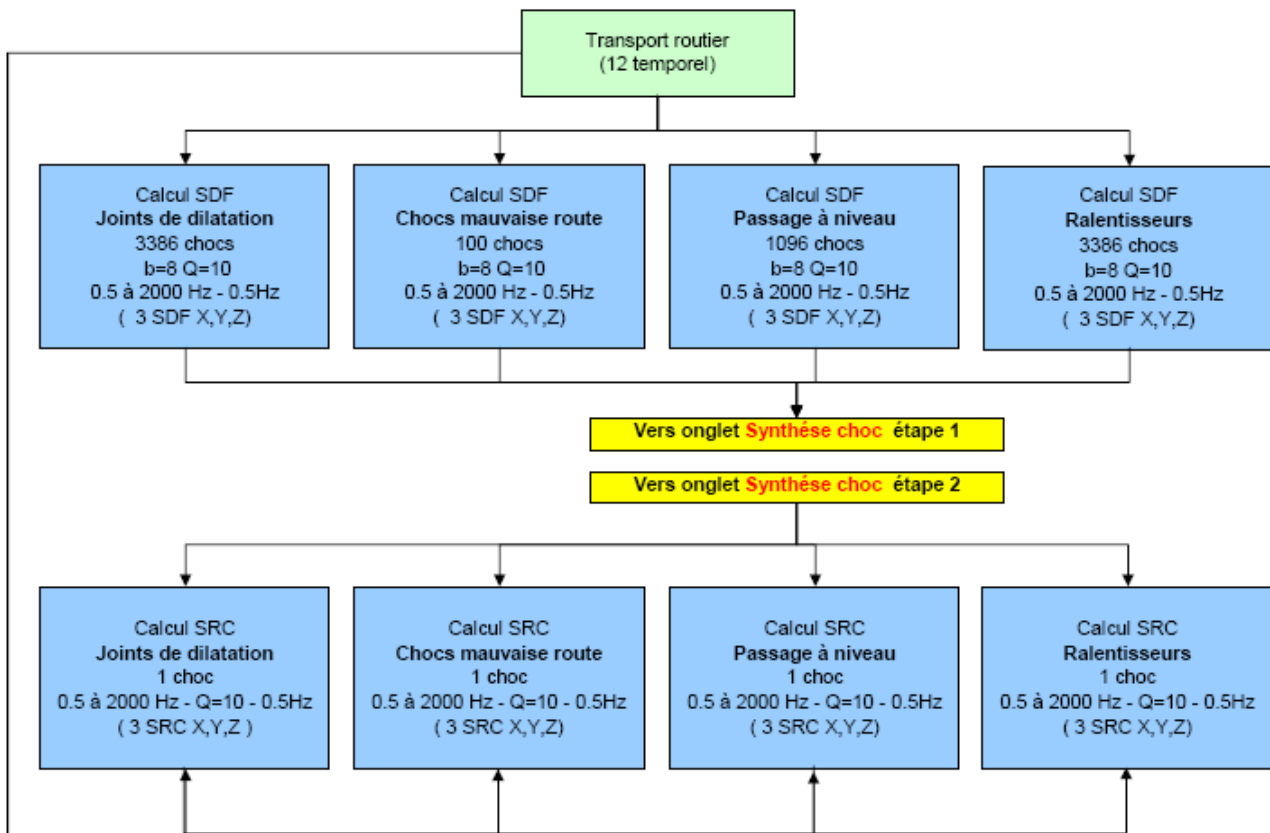 Transport routier
(12 temporel)
Calcul SDF
Joints de dilatation
3386 chocs
b=8 Q=10
0.5 à 2000 Hz - 0.5Hz
( 3 SDF X,Y,Z)
Calcul SDF
Chocs mauvaise route
100 chocs
b=8 Q=10
0.5 à 2000 Hz - 0.5Hz
( 3 SDF X,Y,Z)
Calcul SDF
Passage à niveau
1096 chocs
b=8 Q=10
0.5 à 2000 Hz - 0.5Hz
( 3 SDF X,Y,Z)
Calcul SDF
Ralentisseurs
3386 chocs
b=8 Q=10
0.5 à 2000 Hz - 0.5Hz
( 3 SDF X,Y,Z)
Vers onglet Synthése choc étape 1
Vers onglet Synthése choc étape 2
Calcul SRC
Joints de dilatation
1 choc
0.5 à 2000 Hz - Q=10 - 0.5Hz
( 3 SRC X,Y,Z )
Calcul SRC
Chocs mauvaise route
1 choc
0.5 à 2000 Hz - Q=10 - 0.5Hz
( 3 SRC X,Y,Z)
Calcul SRC
Passage à niveau
1 choc
0.5 à 2000 Hz - Q=10 - 0.5Hz
( 3 SRC X,Y,Z)
Calcul SRC
Ralentisseurs
1 choc
0.5 à 2000 Hz - Q=10 - 0.5Hz
( 3 SRC X,Y,Z)